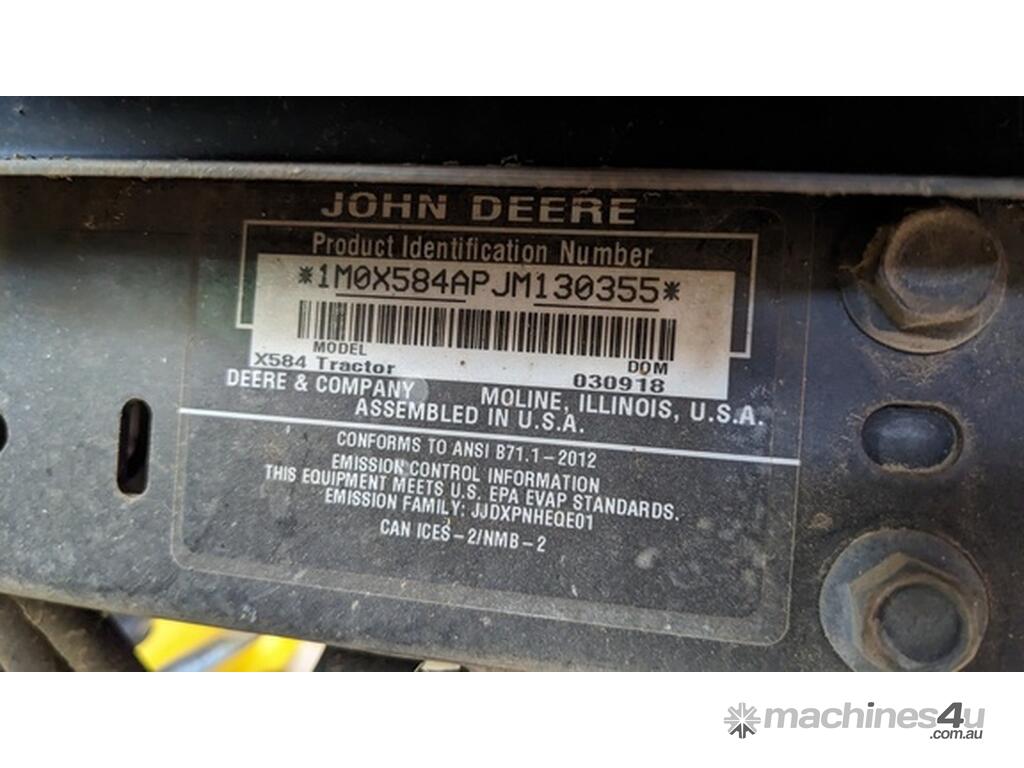 JOHN DEERE
Product Identification Number
*1M0X584APJM130355*
MODEL DOM
X584 Tractor 030918
DEERE & COMPANY MOLINE, ILLINOIS, U.S.A.
ASSEMBLED IN U.S.A.
CONFORMS TO ANSI B71.1-2012
EMISSION CONTROL INFORMATION
THIS EQUIPMENT MEETS U.S. EPA EVAP STANDARDS.
EMISSION FAMILY: JJDXPNHEQE01
CAN ICES-2/NMB-2
machines4u
.com.au